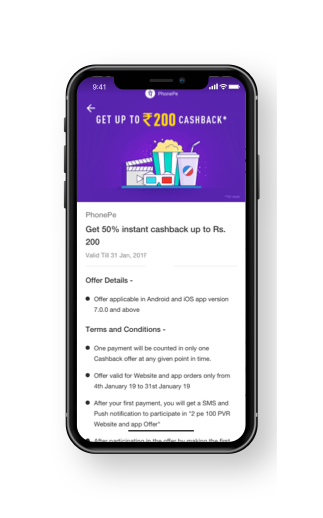 9:41
PhonePe
GET UP TO ₹200 CASHBACK*
PhonePe
Get 50% instant cashback up to Rs.
200
Valid Till 31 Jan, 201
Offer Details -
Offer applicable in Android and iOS app version
7.0.0 and above
Terms and Conditions -
One payment will be counted in only one
Cashback offer at any given point in time.
Offer valid for Website and app orders only from
4th January 19 to 31st January 19
After your first payment, you will get a SMS and
Push notification to participate in "2 pe 100 PVR
Website and app Offer"
After participating in the offer by making the first